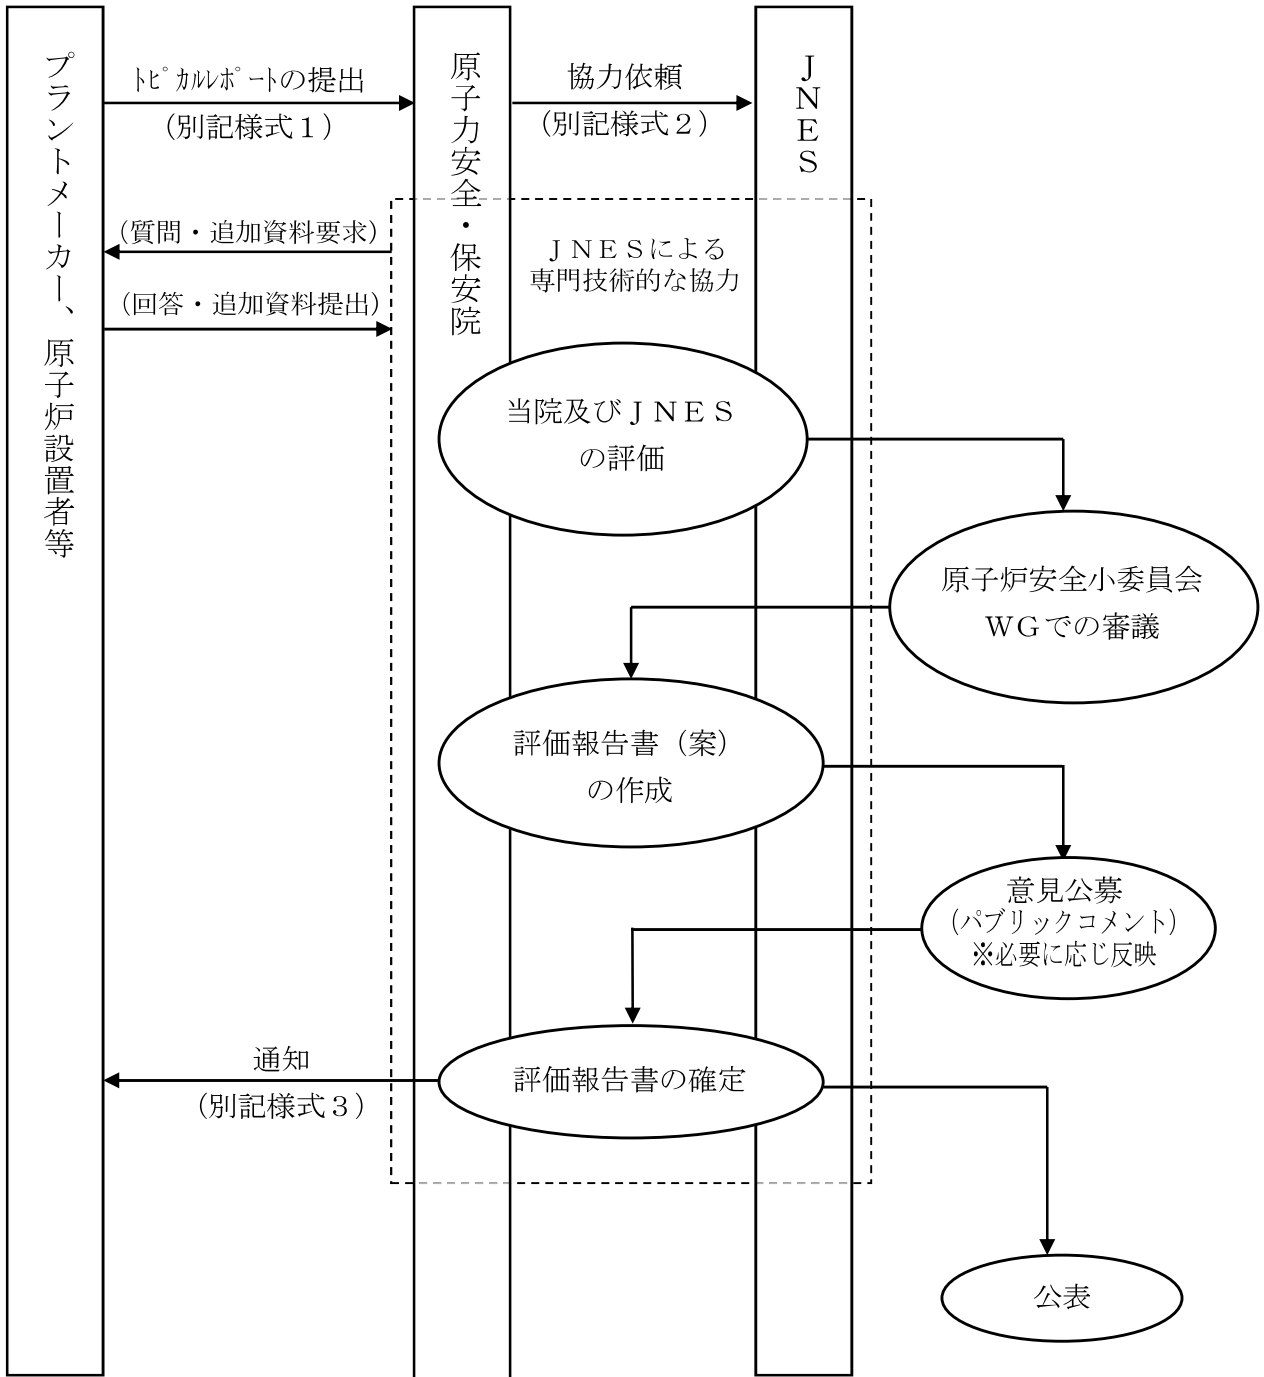 プラントメーカー、原子炉設置者等
ﾄﾋﾟｶﾙﾚﾎﾟｰﾄの提出
（別記様式１）
原子力安全・保安院
協力依頼
（別記様式２）
ＪＮＥＳ
（質問・追加資料要求）
（回答・追加資料提出）
ＪＮＥＳによる
専門技術的な協力
当院及びＪＮＥＳ
の評価
原子炉安全小委員会
ＷＧでの審議
評価報告書（案）
の作成
意見公募
（パブリックコメント）
※必要に応じ反映
通知
（別記様式３）
評価報告書の確定
公表